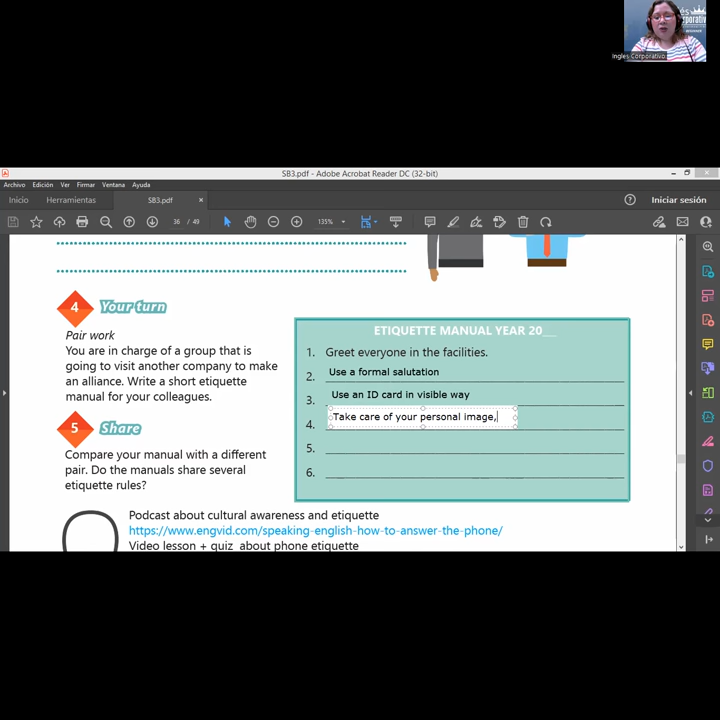 Inglés Corporativo
SB3.pdf - Adobe Acrobat Reader DC (32-bit)
Archivo Edición Ver Firmar Ventana Ayuda
Inicio Herramientas SB3.pdf × Iniciar sesión
36 / 49 135%
4 Your turn
Pair work
You are in charge of a group that is
going to visit another company to make
an alliance. Write a short etiquette
manual for your colleagues.
5 Share
Compare your manual with a different
pair. Do the manuals share several
etiquette rules?
ETIQUETTE MANUAL YEAR 20__
1. Greet everyone in the facilities.
2. Use a formal salutation
3. Use an ID card in visible way
4. Take care of your personal image,
5.
6.
Podcast about cultural awareness and etiquette
https://www.engvid.com/speaking-english-how-to-answer-the-phone/
Video lesson + quiz about phone etiquette